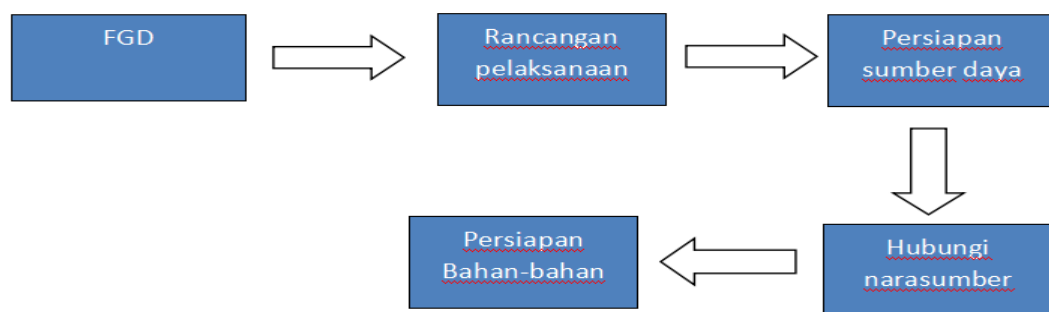 FGD
Rancangan
pelaksanaan
Persiapan
sumber daya
Hubungi
narasumber
Persiapan
Bahan-bahan